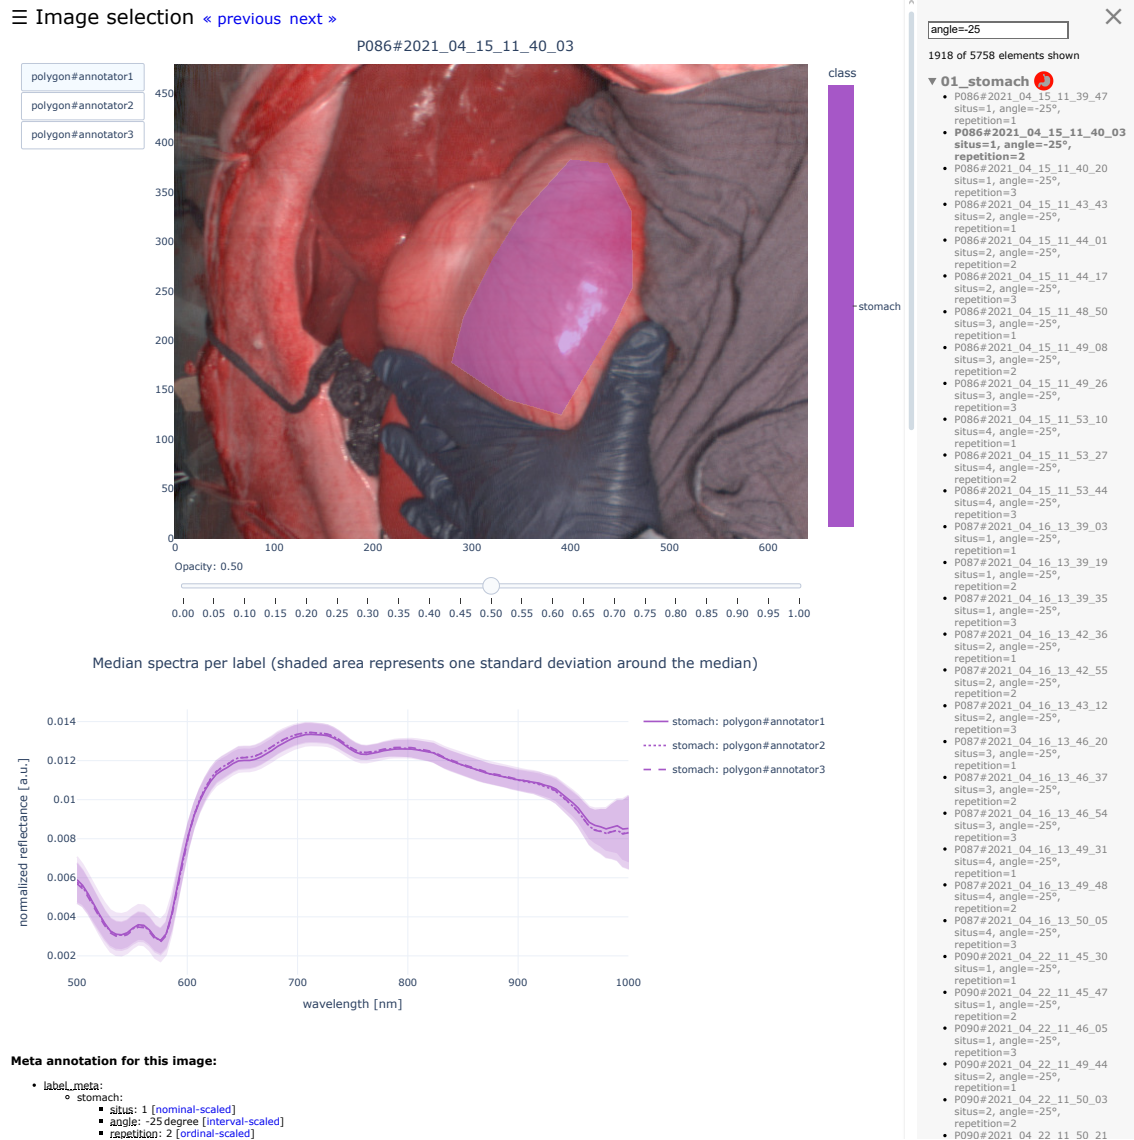 ☰ Image selection « previous next »
P086#2021_04_15_11_40_03
polygon#annotator1
polygon#annotator2
polygon#annotator3
450
400
350
300
250
200
150
100
50
0
0 100 200 300 400 500 600
class
stomach
Opacity: 0.50
0.00 0.05 0.10 0.15 0.20 0.25 0.30 0.35 0.40 0.45 0.50 0.55 0.60 0.65 0.70 0.75 0.80 0.85 0.90 0.95 1.00
Median spectra per label (shaded area represents one standard deviation around the median)
normalized reflectance [a.u.]
0.014
0.012
0.01
0.008
0.006
0.004
0.002
500 600 700 800 900 1000
wavelength [nm]
stomach: polygon#annotator1
stomach: polygon#annotator2
stomach: polygon#annotator3
Meta annotation for this image:
label_meta:
stomach:
situs: 1 [nominal-scaled]
angle: -25 degree [interval-scaled]
repetition: 2 [ordinal-scaled]
angle=-25
1918 of 5758 elements shown
▼ 01_stomach
P086#2021_04_15_11_39_47
situs=1, angle=-25°,
repetition=1
P086#2021_04_15_11_40_03
situs=1, angle=-25°,
repetition=2
P086#2021_04_15_11_40_20
situs=1, angle=-25°,
repetition=3
P086#2021_04_15_11_43_43
situs=2, angle=-25°,
repetition=1
P086#2021_04_15_11_44_01
situs=2, angle=-25°,
repetition=2
P086#2021_04_15_11_44_17
situs=2, angle=-25°,
repetition=3
P086#2021_04_15_11_48_50
situs=3, angle=-25°,
repetition=1
P086#2021_04_15_11_49_08
situs=3, angle=-25°,
repetition=2
P086#2021_04_15_11_49_26
situs=3, angle=-25°,
repetition=3
P086#2021_04_15_11_53_10
situs=4, angle=-25°,
repetition=1
P086#2021_04_15_11_53_27
situs=4, angle=-25°,
repetition=2
P086#2021_04_15_11_53_44
situs=4, angle=-25°,
repetition=3
P087#2021_04_16_13_39_03
situs=1, angle=-25°,
repetition=1
P087#2021_04_16_13_39_19
situs=1, angle=-25°,
repetition=2
P087#2021_04_16_13_39_35
situs=1, angle=-25°,
repetition=3
P087#2021_04_16_13_42_36
situs=2, angle=-25°,
repetition=1
P087#2021_04_16_13_42_55
situs=2, angle=-25°,
repetition=2
P087#2021_04_16_13_43_12
situs=2, angle=-25°,
repetition=3
P087#2021_04_16_13_46_20
situs=3, angle=-25°,
repetition=1
P087#2021_04_16_13_46_37
situs=3, angle=-25°,
repetition=2
P087#2021_04_16_13_46_54
situs=3, angle=-25°,
repetition=3
P087#2021_04_16_13_49_31
situs=4, angle=-25°,
repetition=1
P087#2021_04_16_13_49_48
situs=4, angle=-25°,
repetition=2
P087#2021_04_16_13_50_05
situs=4, angle=-25°,
repetition=3
P090#2021_04_22_11_45_30
situs=1, angle=-25°,
repetition=1
P090#2021_04_22_11_45_47
situs=1, angle=-25°,
repetition=2
P090#2021_04_22_11_46_05
situs=1, angle=-25°,
repetition=3
P090#2021_04_22_11_49_44
situs=2, angle=-25°,
repetition=1
P090#2021_04_22_11_50_03
situs=2, angle=-25°,
repetition=2
P090#2021_04_22_11_50_21